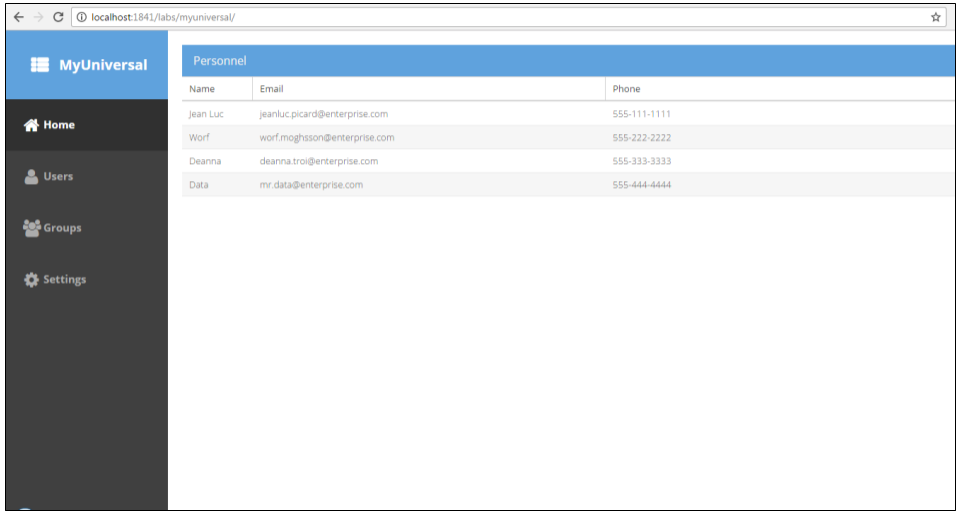 localhost:1841/labs/myuniversal/
MyUniversal
Home
Users
Groups
Settings
Personnel
Name Email Phone
Jean Luc jeanluc.picard@enterprise.com 555-111-1111
Worf worf.moghsson@enterprise.com 555-222-2222
Deanna deanna.troi@enterprise.com 555-333-3333
Data mr.data@enterprise.com 555-444-4444